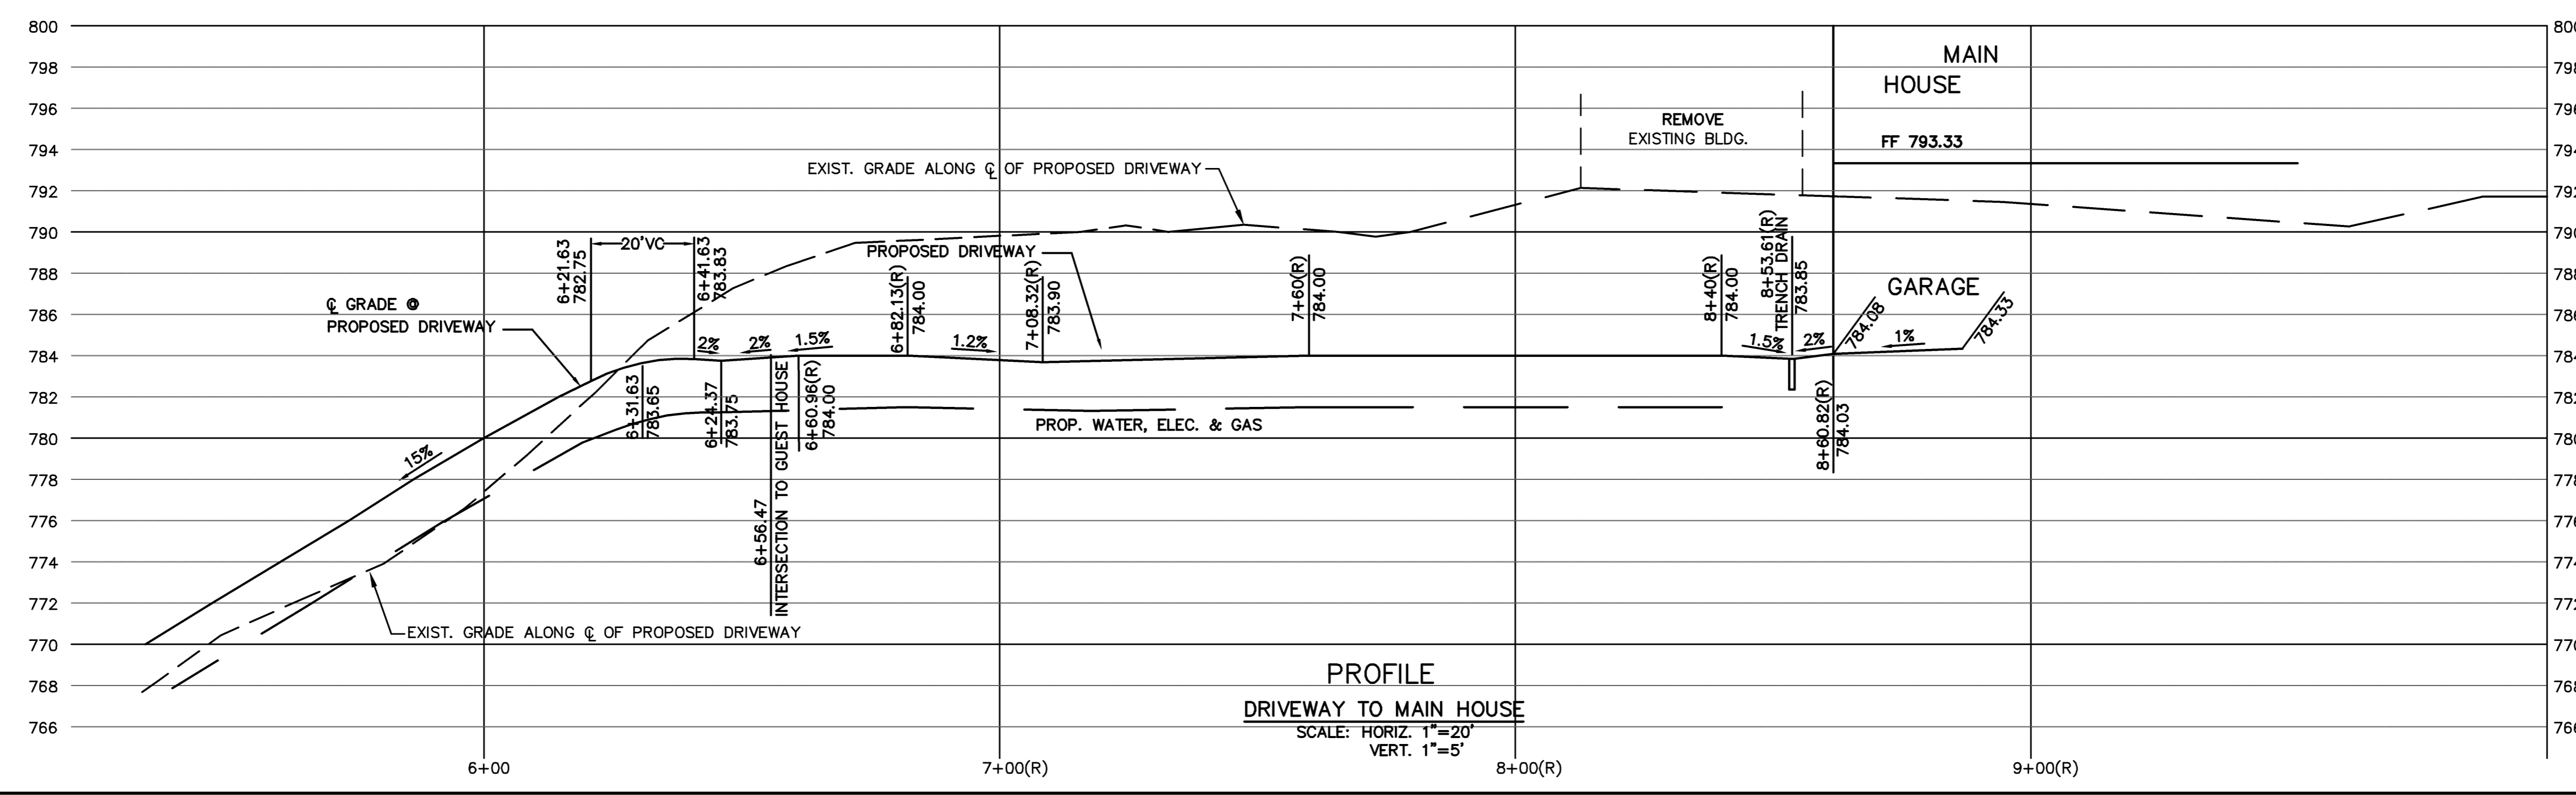 800
798
796
794
792
790
788
786
784
782
780
778
776
774
772
770
768
766
MAIN
HOUSE
FF 793.33
REMOVE
EXISTING BLDG.
EXIST. GRADE ALONG ℄ OF PROPOSED DRIVEWAY
PROPOSED DRIVEWAY
℄ GRADE @
PROPOSED DRIVEWAY
6+21.63
782.75
20'VC
6+41.63
783.83
6+82.13(R)
784.00
7+08.32(R)
783.90
7+60(R)
784.00
8+40(R)
784.00
8+53.61(R)
TRENCH DRAIN
783.85
GARAGE
784.08
784.33
15%
2%
2%
1.5%
1.2%
1.5%
2%
1%
6+31.63
783.65
6+24.37
783.75
6+56.47
INTERSECTION TO GUEST HOUSE
6+60.96(R)
784.00
8+60.82(R)
784.03
PROP. WATER, ELEC. & GAS
EXIST. GRADE ALONG ℄ OF PROPOSED DRIVEWAY
PROFILE
DRIVEWAY TO MAIN HOUSE
SCALE: HORIZ. 1"=20'
VERT. 1"=5'
6+00
7+00(R)
8+00(R)
9+00(R)